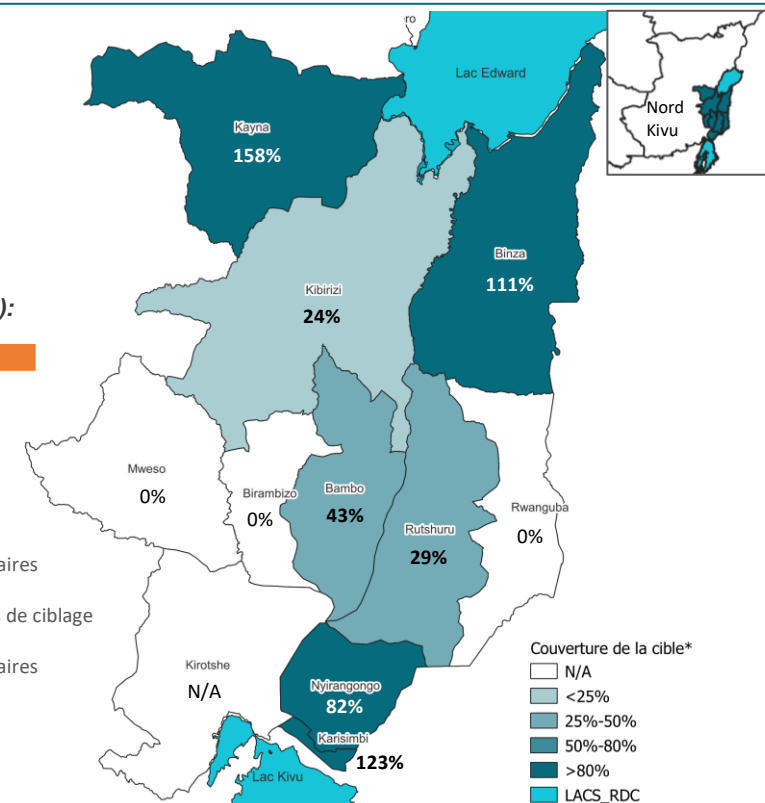 ro
Lac Edward
Nord
Kivu
Kayna
158%
Binza
111%
Kibirizi
24%
):
Mweso
0%
Birambizo
0%
Bambo
43%
Rutshuru
29%
Rwanguba
0%
aires
s de ciblage
aires
Kirotshe
N/A
Nyirangongo
82%
Karisimbi
123%
Lac Kivu
Couverture de la cible*
N/A
<25%
25%-50%
50%-80%
>80%
LACS_RDC